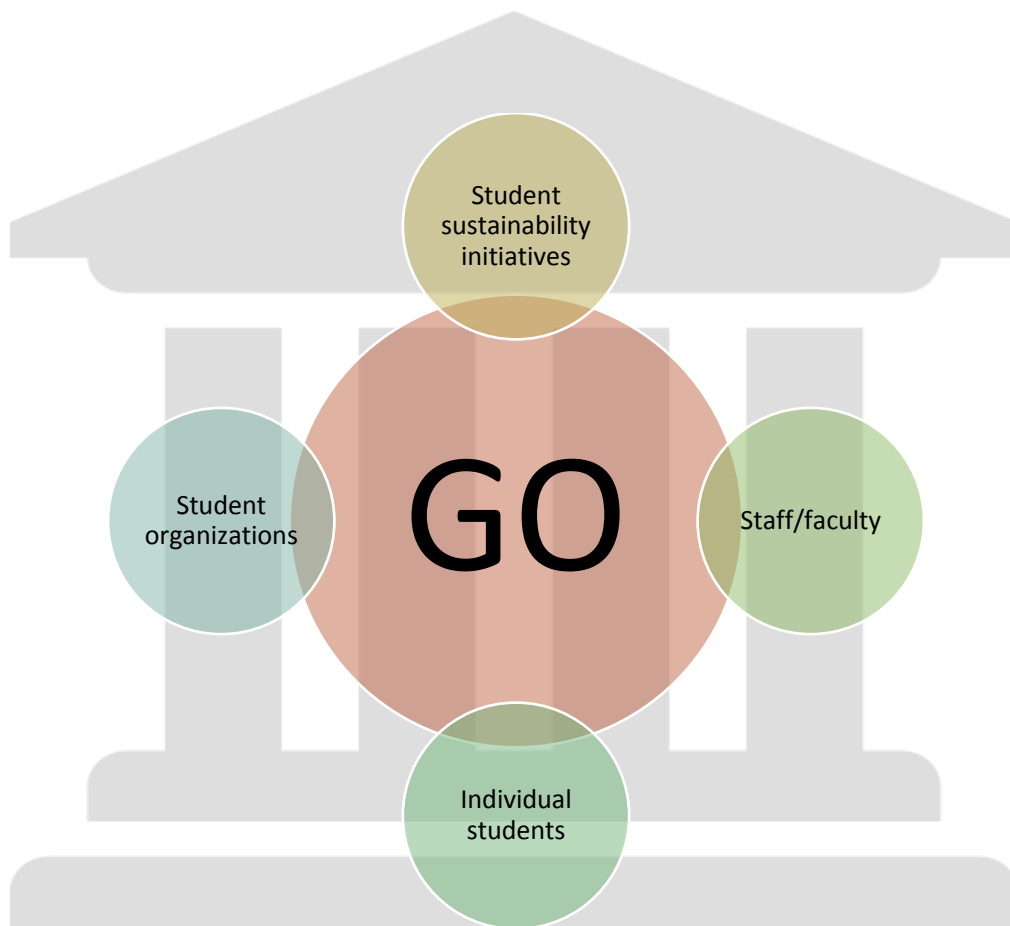 Student
sustainability
initiatives
Student
organizations
GO
Staff/faculty
Individual
students